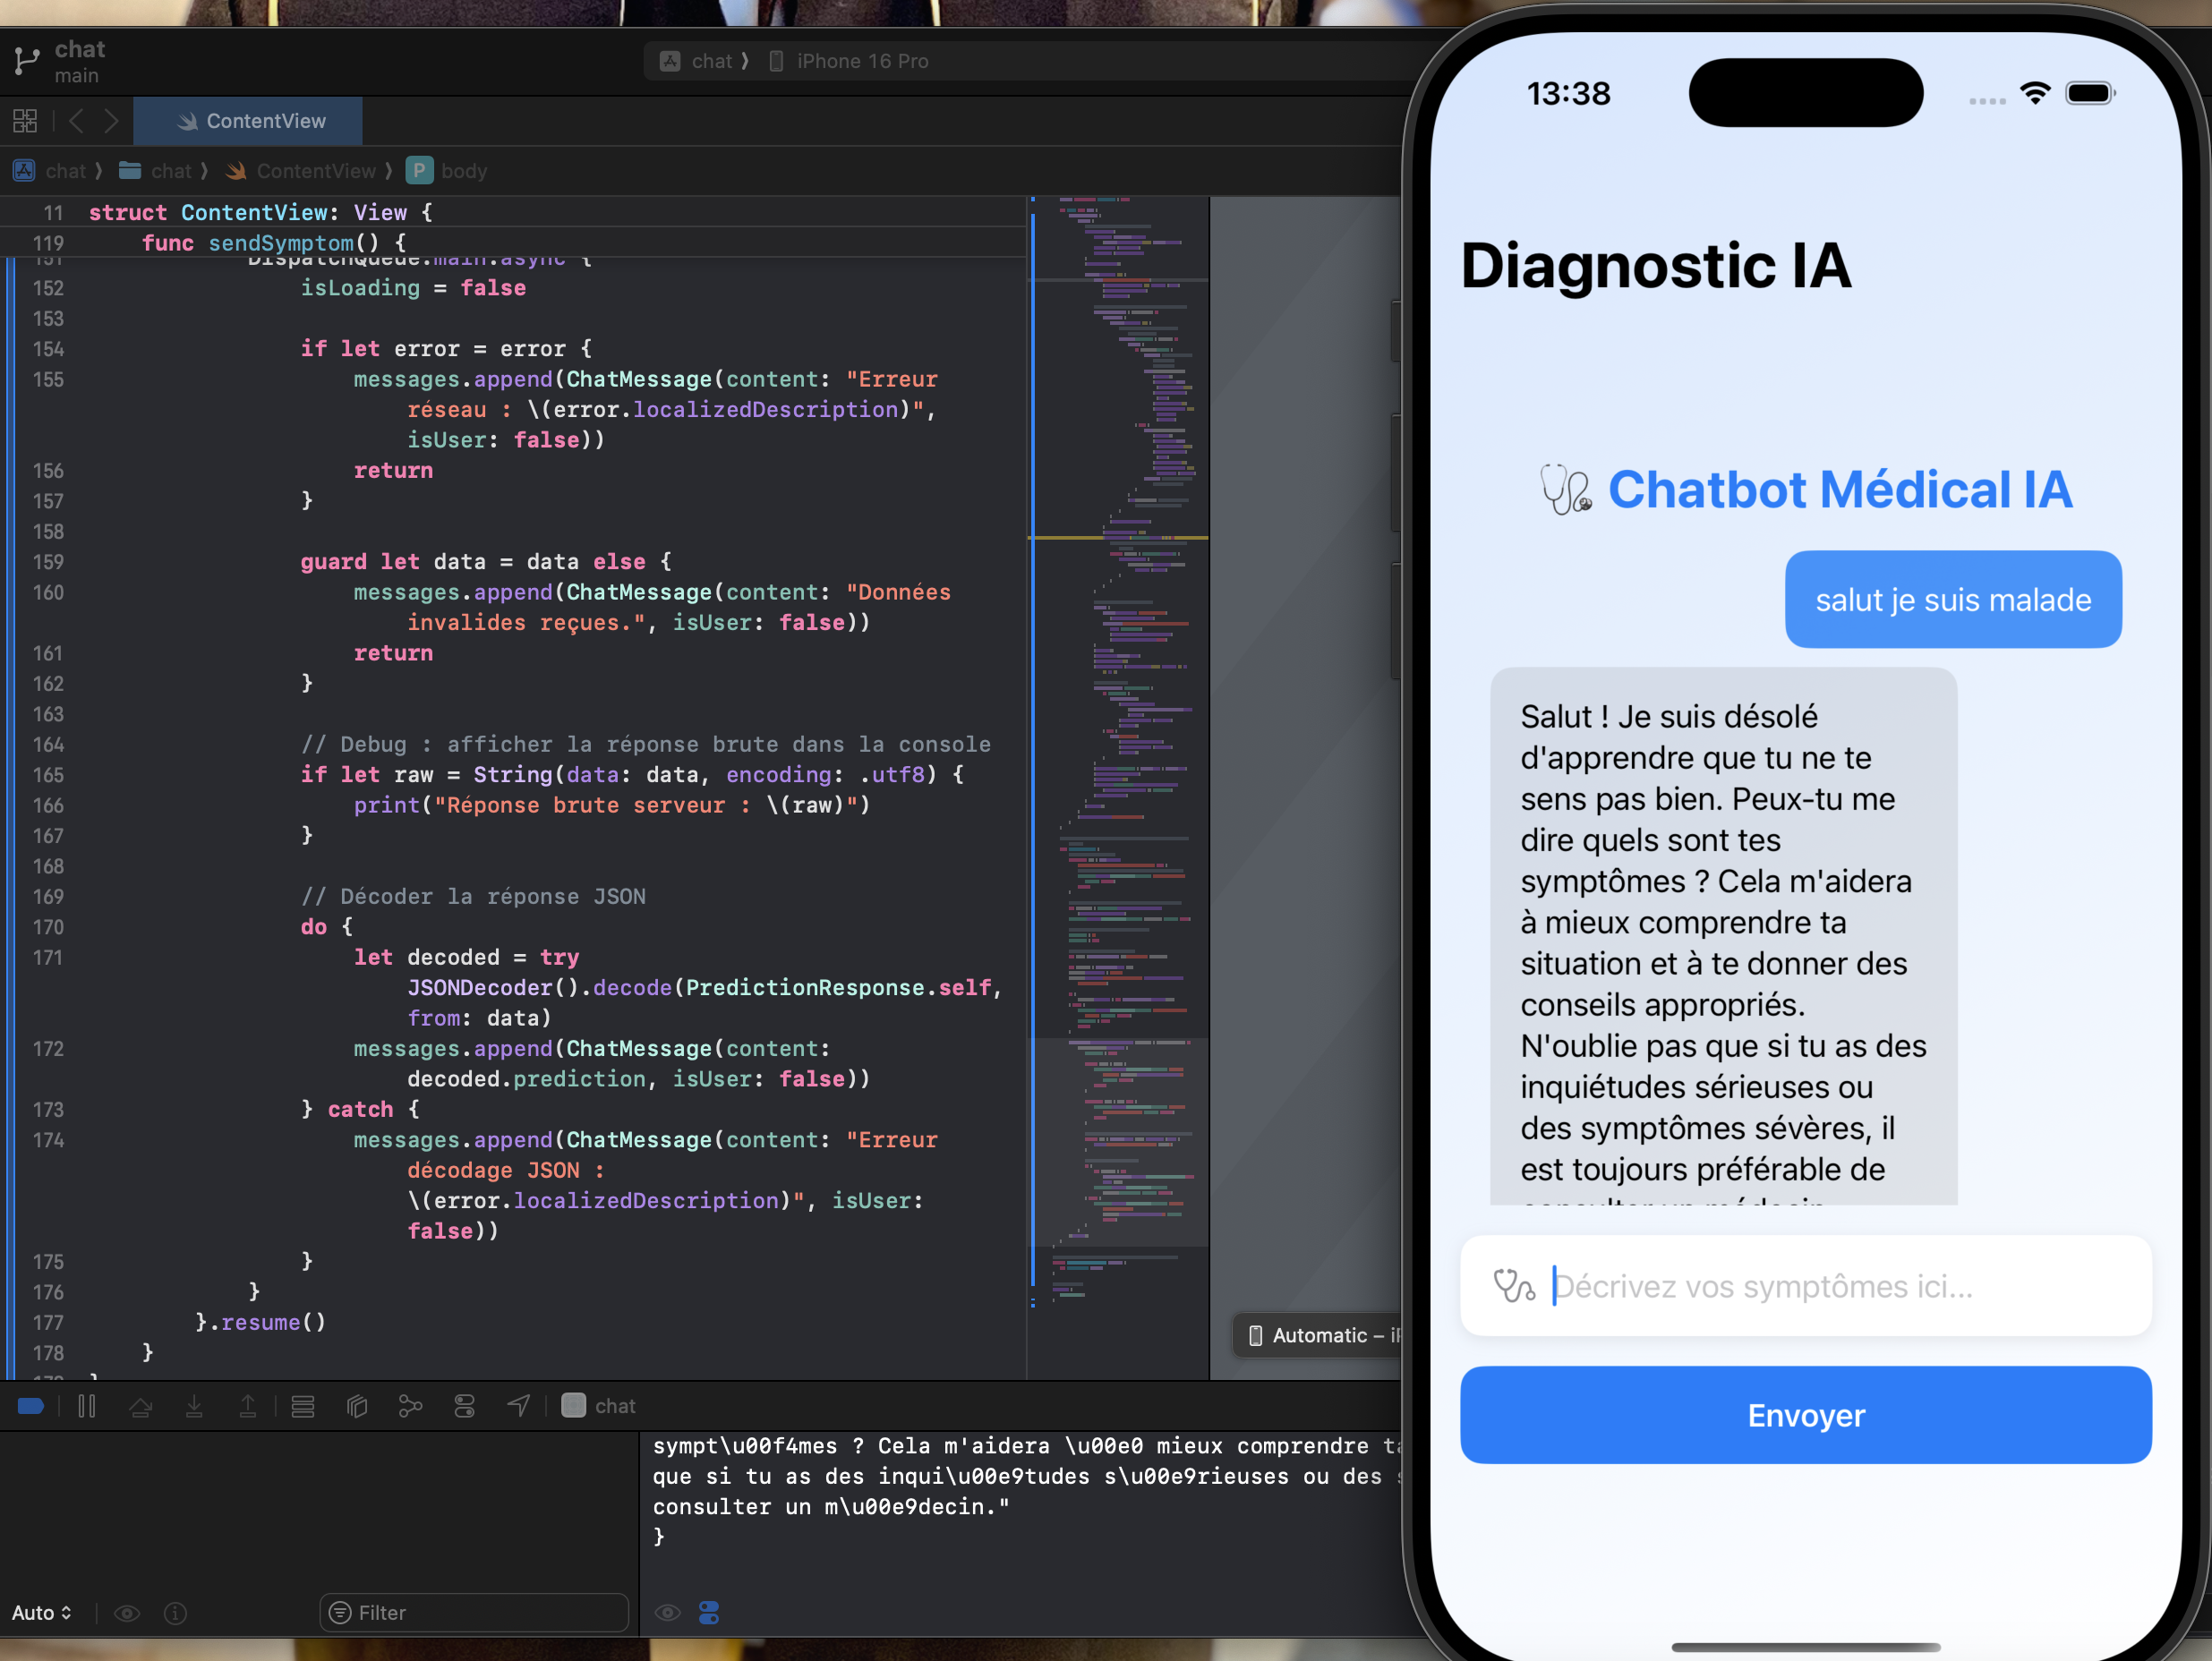 chat
main
chat ⟩ iPhone 16 Pro
ContentView
chat ⟩ chat ⟩ ContentView ⟩ P body
11 struct ContentView: View {
119 func sendSymptom() {
151 DispatchQueue.main.async {
152 isLoading = false
153
154 if let error = error {
155 messages.append(ChatMessage(content: "Erreur
réseau : \(error.localizedDescription)",
isUser: false))
156 return
157 }
158
159 guard let data = data else {
160 messages.append(ChatMessage(content: "Données
invalides reçues.", isUser: false))
161 return
162 }
163
164 // Debug : afficher la réponse brute dans la console
165 if let raw = String(data: data, encoding: .utf8) {
166 print("Réponse brute serveur : \(raw)")
167 }
168
169 // Décoder la réponse JSON
170 do {
171 let decoded = try
JSONDecoder().decode(PredictionResponse.self,
from: data)
172 messages.append(ChatMessage(content:
decoded.prediction, isUser: false))
173 } catch {
174 messages.append(ChatMessage(content: "Erreur
décodage JSON :
\(error.localizedDescription)", isUser:
false))
175 }
176 }
177 }.resume()
178 }
Automatic –
chat
sympt\u00f4mes ? Cela m'aidera \u00e0 mieux comprendre
que si tu as des inqui\u00e9tudes s\u00e9rieuses ou des
consulter un m\u00e9decin."
}
Auto
Filter
13:38
Diagnostic IA
Chatbot Médical IA
salut je suis malade
Salut ! Je suis désolé
d'apprendre que tu ne te
sens pas bien. Peux-tu me
dire quels sont tes
symptômes ? Cela m'aidera
à mieux comprendre ta
situation et à te donner des
conseils appropriés.
N'oublie pas que si tu as des
inquiétudes sérieuses ou
des symptômes sévères, il
est toujours préférable de
consulter un médecin
Décrivez vos symptômes ici...
Envoyer